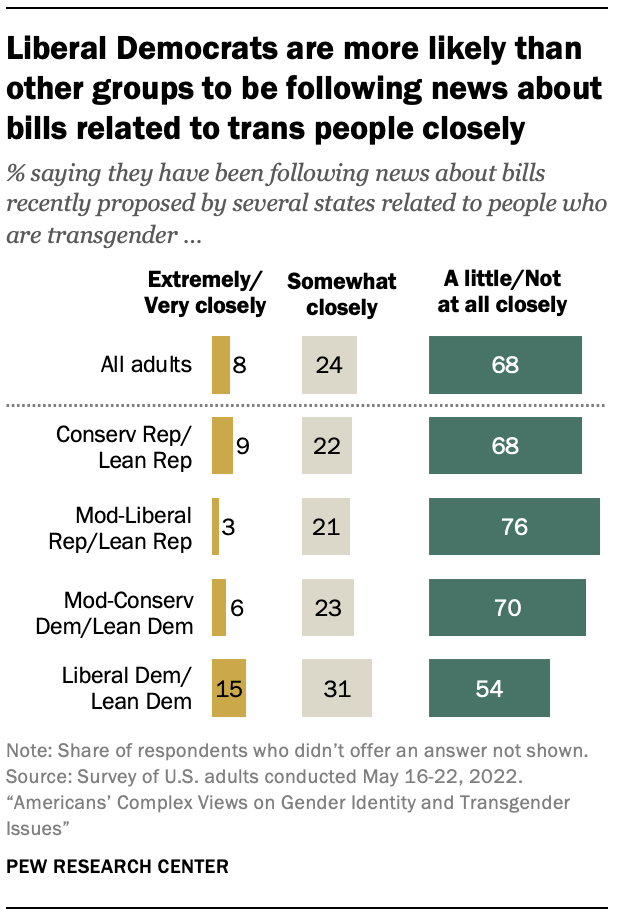 Liberal Democrats are more likely than
other groups to be following news about
bills related to trans people closely
% saying they have been following news about bills
recently proposed by several states related to people who
are transgender ...
Extremely/
Very closely
Somewhat
closely
A little/Not
at all closely
All adults 8 24 68
Conserv Rep/
Lean Rep
9 22 68
Mod-Liberal
Rep/Lean Rep
3 21 76
Mod-Conserv
Dem/Lean Dem
6 23 70
Liberal Dem/
Lean Dem
15 31 54
Note: Share of respondents who didn’t offer an answer not shown.
Source: Survey of U.S. adults conducted May 16-22, 2022.
“Americans’ Complex Views on Gender Identity and Transgender
Issues”
PEW RESEARCH CENTER